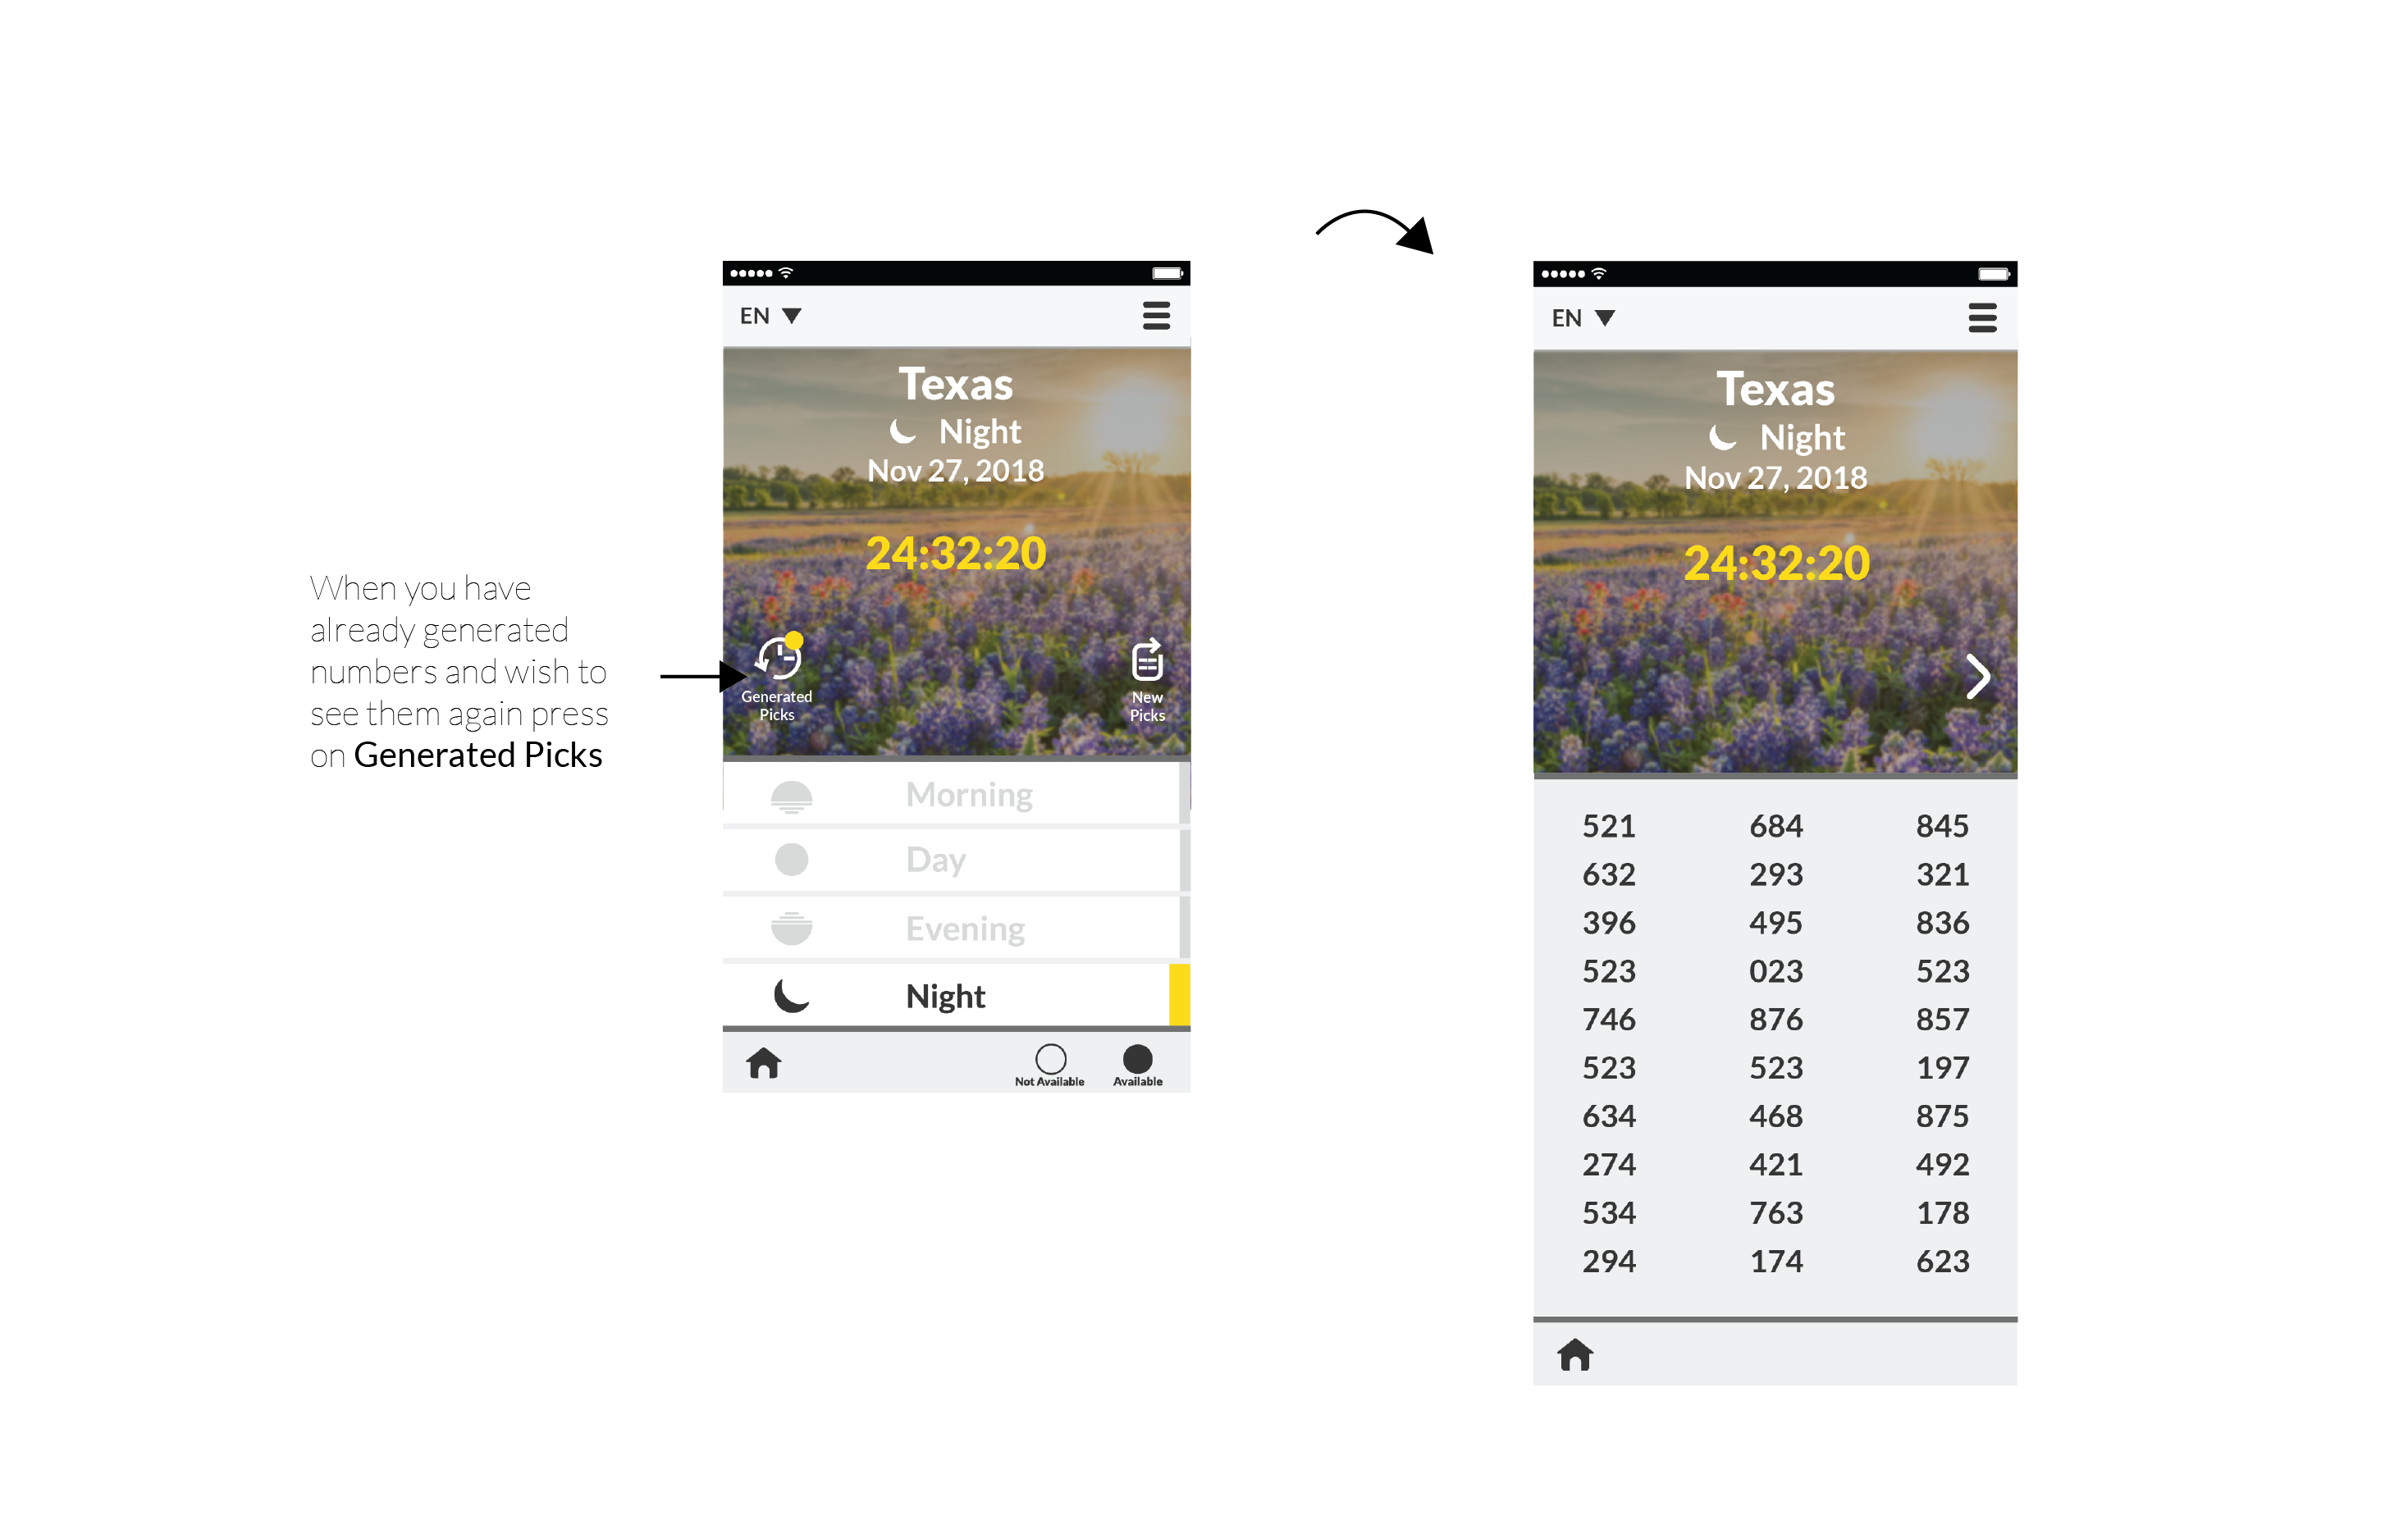 When you have
already generated
numbers and wish to
see them again press
on Generated Picks
EN
Texas
Night
Nov 27, 2018
24:32:20
Generated
Picks
New
Picks
Morning
Day
Evening
Night
Not Available
Available
EN
Texas
Night
Nov 27, 2018
24:32:20
521 684 845
632 293 321
396 495 836
523 023 523
746 876 857
523 523 197
634 468 875
274 421 492
534 763 178
294 174 623